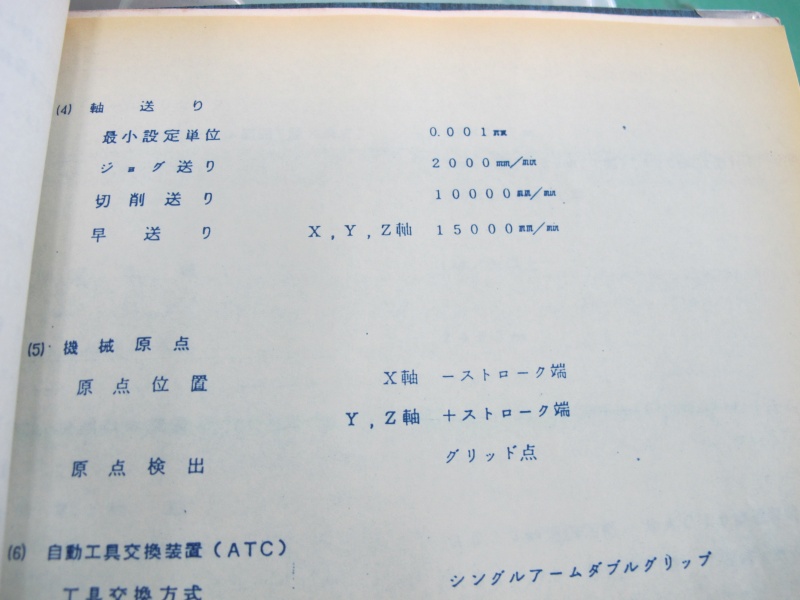 (4) 軸送り
最小設定単位 0.001㎜
ジョグ送り 2000㎜/min
切削送り 10000㎜/min
早送り X,Y,Z軸 15000㎜/min
(5) 機械原点
原点位置 X軸 −ストローク端
Y,Z軸 +ストローク端
原点検出 グリッド点
(6) 自動工具交換装置(ATC)
工具交換方式 シングルアームダブルグリップ